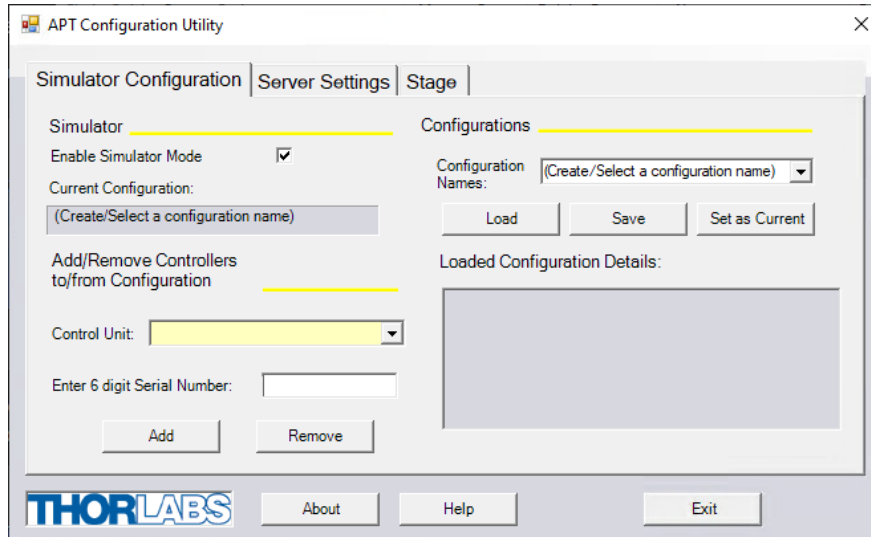 APT Configuration Utility
Simulator Configuration
Server Settings
Stage
Simulator
Enable Simulator Mode
Current Configuration:
(Create/Select a configuration name)
Add/Remove Controllers
to/from Configuration
Control Unit:
Enter 6 digit Serial Number:
Add
Remove
Configurations
Configuration
Names:
(Create/Select a configuration name)
Load
Save
Set as Current
Loaded Configuration Details:
THORLABS
About
Help
Exit